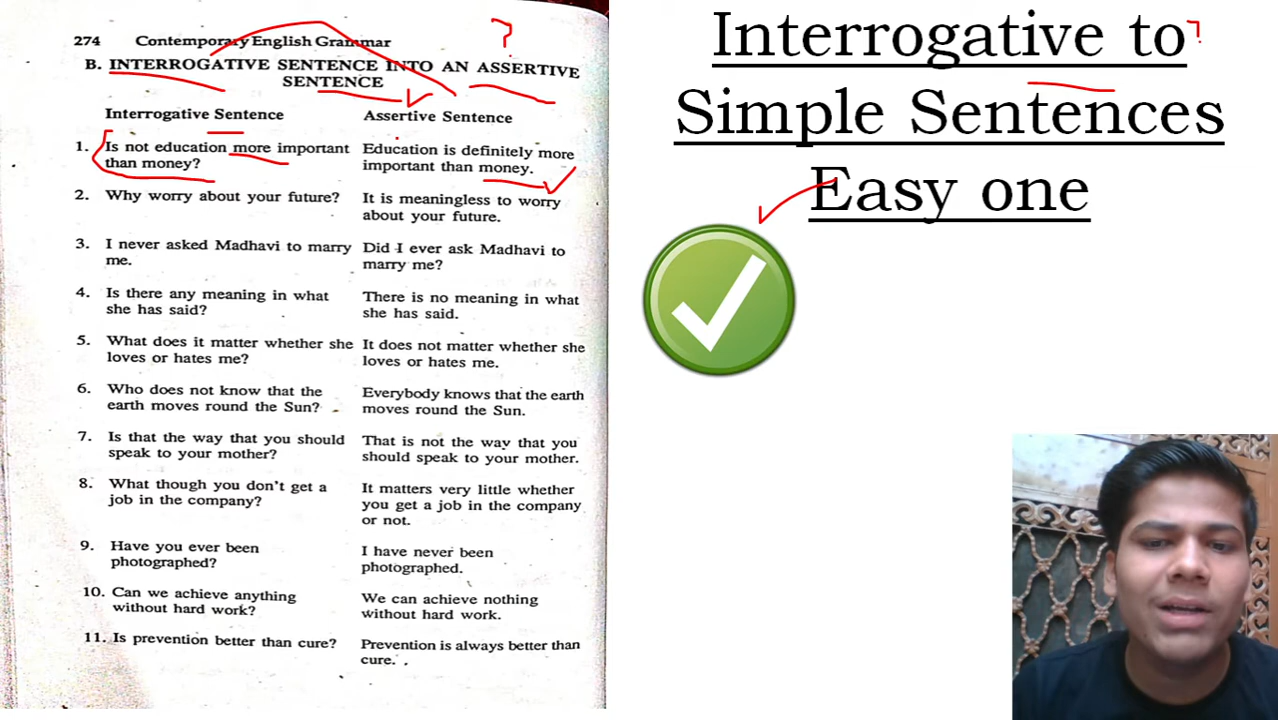 274 Contemporary English Grammar
B. INTERROGATIVE SENTENCE INTO AN ASSERTIVE
SENTENCE
Interrogative Sentence Assertive Sentence
1. Is not education more important Education is definitely more
than money? important than money.
2. Why worry about your future? It is meaningless to worry
about your future.
3. I never asked Madhavi to marry Did I ever ask Madhavi to
me. marry me?
4. Is there any meaning in what There is no meaning in what
she has said? she has said.
5. What does it matter whether she It does not matter whether she
loves or hates me? loves or hates me.
6. Who does not know that the Everybody knows that the earth
earth moves round the Sun? moves round the Sun.
7. Is that the way that you should That is not the way that you
speak to your mother? should speak to your mother.
8. What though you don't get a It matters very little whether
job in the company? you get a job in the company
or not.
9. Have you ever been I have never been
photographed? photographed.
10. Can we achieve anything We can achieve nothing
without hard work? without hard work.
11. Is prevention better than cure? Prevention is always better than
cure.
?
Interrogative to ?
Simple Sentences
Easy one